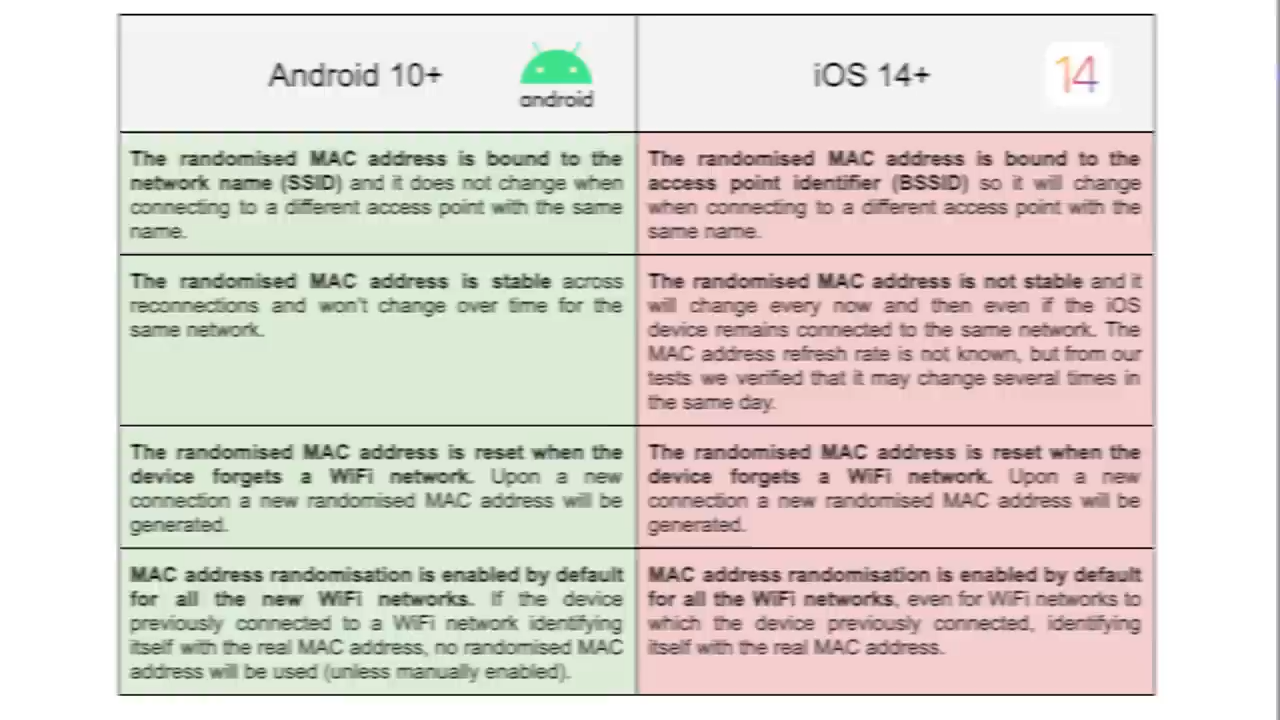 Android 10+
android
iOS 14+
14
The randomised MAC address is bound to the
network name (SSID) and it does not change when
connecting to a different access point with the same
name.
The randomised MAC address is bound to the
access point identifier (BSSID) so it will change
when connecting to a different access point with the
same name.
The randomised MAC address is stable across
reconnections and won't change over time for the
same network.
The randomised MAC address is not stable and it
will change every now and then even if the iOS
device remains connected to the same network. The
MAC address refresh rate is not known, but from our
tests we verified that it may change several times in
the same day.
The randomised MAC address is reset when the
device forgets a WiFi network. Upon a new
connection a new randomised MAC address will be
generated.
The randomised MAC address is reset when the
device forgets a WiFi network. Upon a new
connection a new randomised MAC address will be
generated.
MAC address randomisation is enabled by default
for all the new WiFi networks. If the device
previously connected to a WiFi network identifying
itself with the real MAC address, no randomised MAC
address will be used (unless manually enabled).
MAC address randomisation is enabled by default
for all the WiFi networks, even for WiFi networks to
which the device previously connected, identifying
itself with the real MAC address.